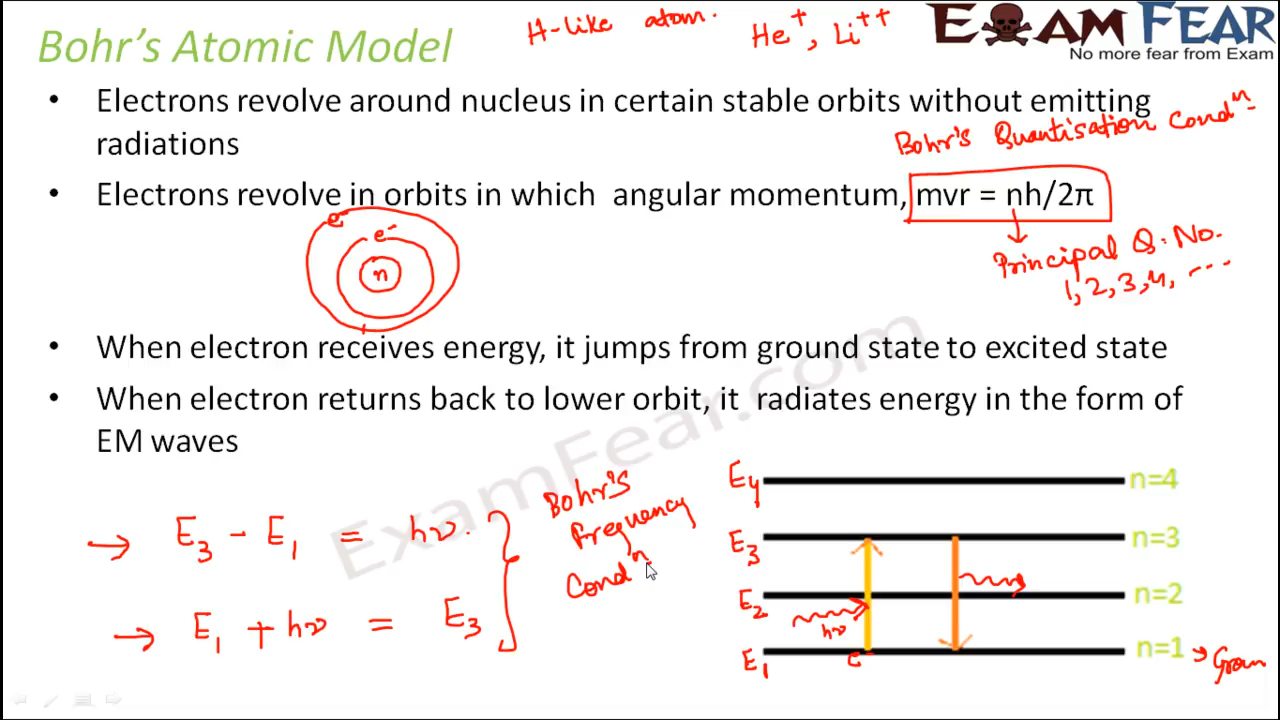 H-like atom. He⁺, Li⁺⁺
EXAM FEAR
No more fear from Exam
Bohr's Atomic Model
• Electrons revolve around nucleus in certain stable orbits without emitting
radiations
Bohr's Quantisation Condⁿ
• Electrons revolve in orbits in which angular momentum, mvr = nh/2π
Principal Q. No.
1, 2, 3, 4, ...
e⁻
e⁻
n
• When electron receives energy, it jumps from ground state to excited state
• When electron returns back to lower orbit, it radiates energy in the form of
EM waves
ExamFear.com
→ E₃ - E₁ = hν.
→ E₁ + hν = E₃
Bohr's
Frequency
Condⁿ
E₄ n=4
E₃ n=3
E₂ n=2
hν
E₁ e⁻ n=1 → Groun